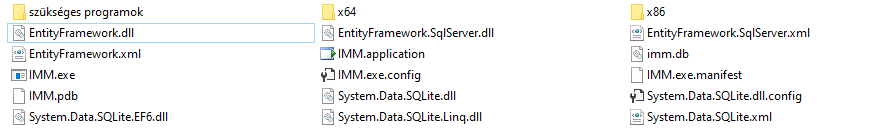 szükséges programok x64 x86
EntityFramework.dll EntityFramework.SqlServer.dll EntityFramework.SqlServer.xml
EntityFramework.xml IMM.application imm.db
IMM.exe IMM.exe.config IMM.exe.manifest
IMM.pdb System.Data.SQLite.dll System.Data.SQLite.dll.config
System.Data.SQLite.EF6.dll System.Data.SQLite.Linq.dll System.Data.SQLite.xml